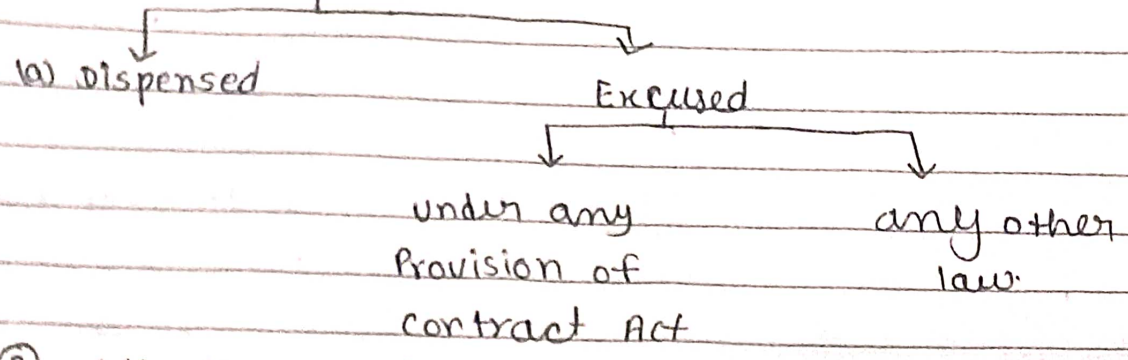 (a) Dispensed
Excused
under any
Provision of
contract Act
any other
law.